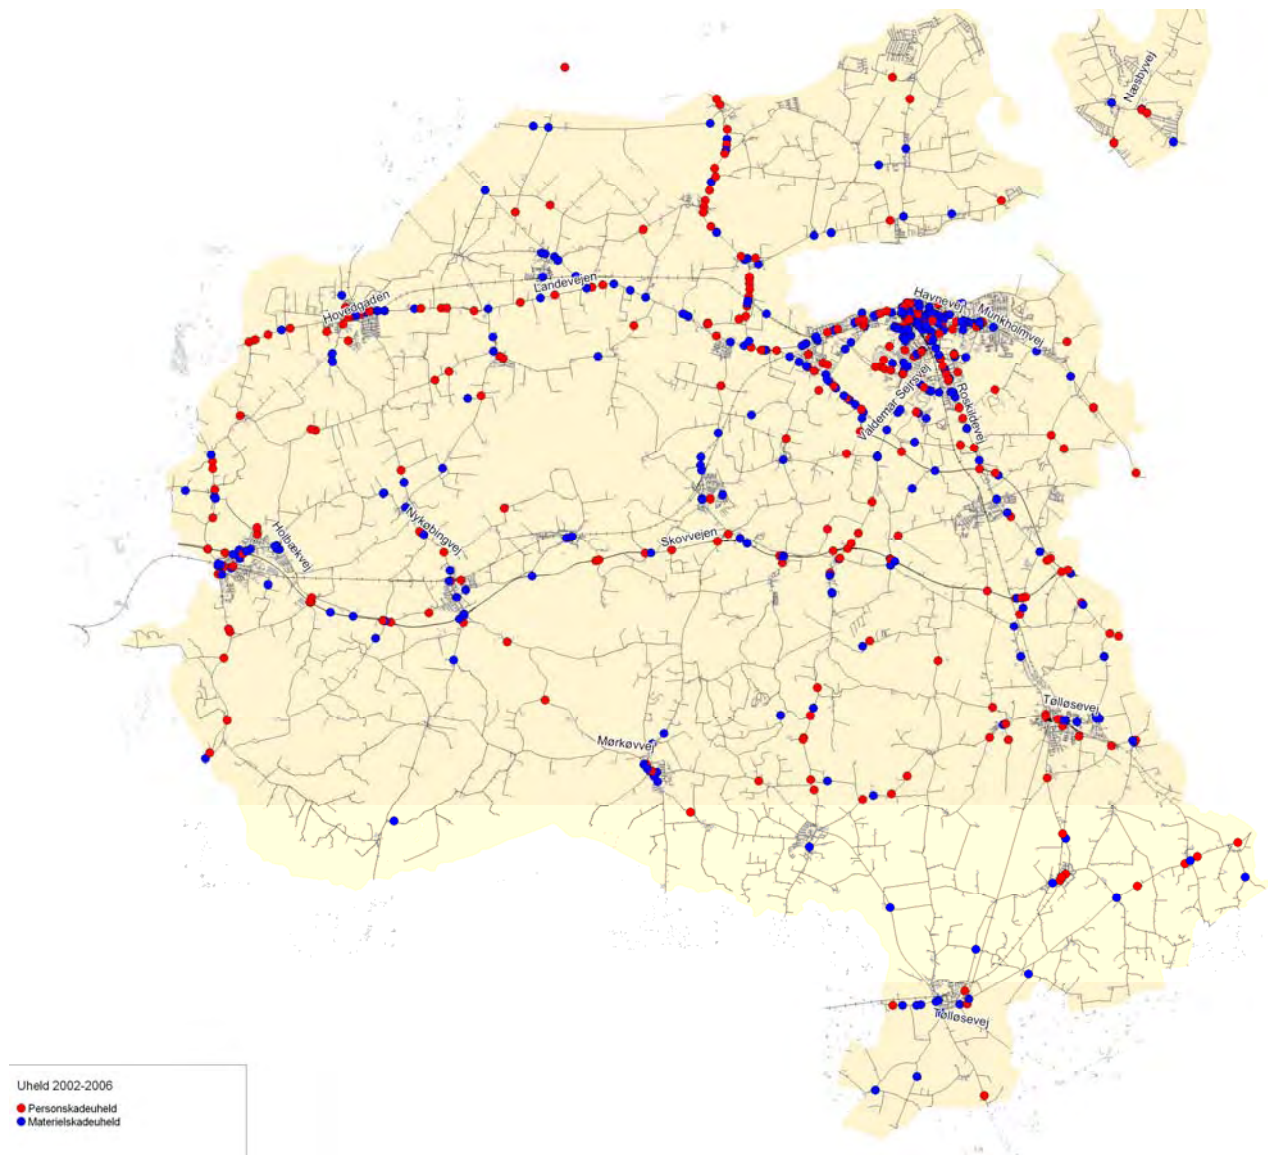 Næsbyvej
Landevejen
Hovedgaden
Havnevej
Munkholmvej
Valdemar Sejrsvej
Roskildevej
Nykøbingvej
Skovvejen
Holbækvej
Tølløsevej
Mørkøvvej
Tølløsevej
Uheld 2002-2006
Personskadeuheld
Materielskadeuheld